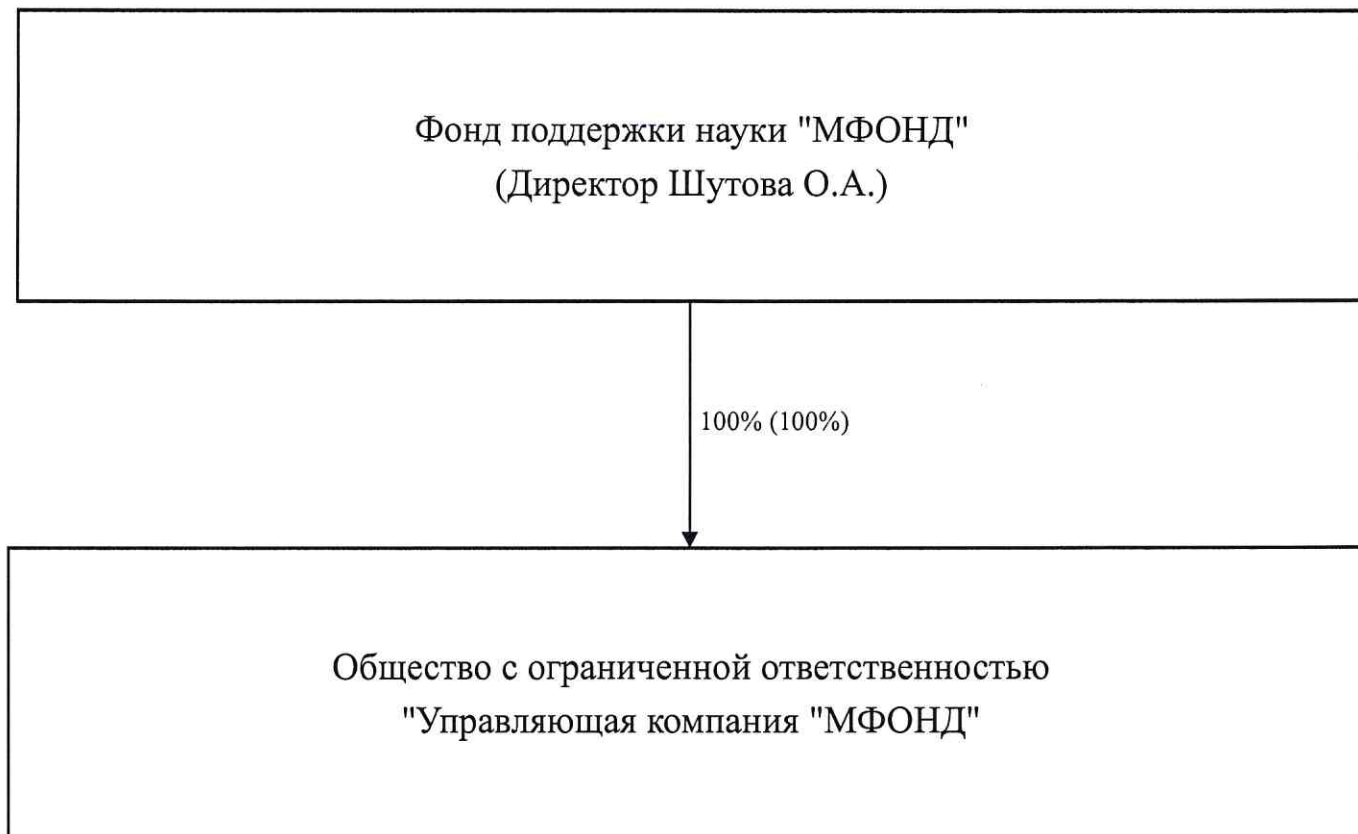 Фонд поддержки науки "МФОНД"
(Директор Шутова О.А.)
100% (100%)
Общество с ограниченной ответственностью
"Управляющая компания "МФОНД"